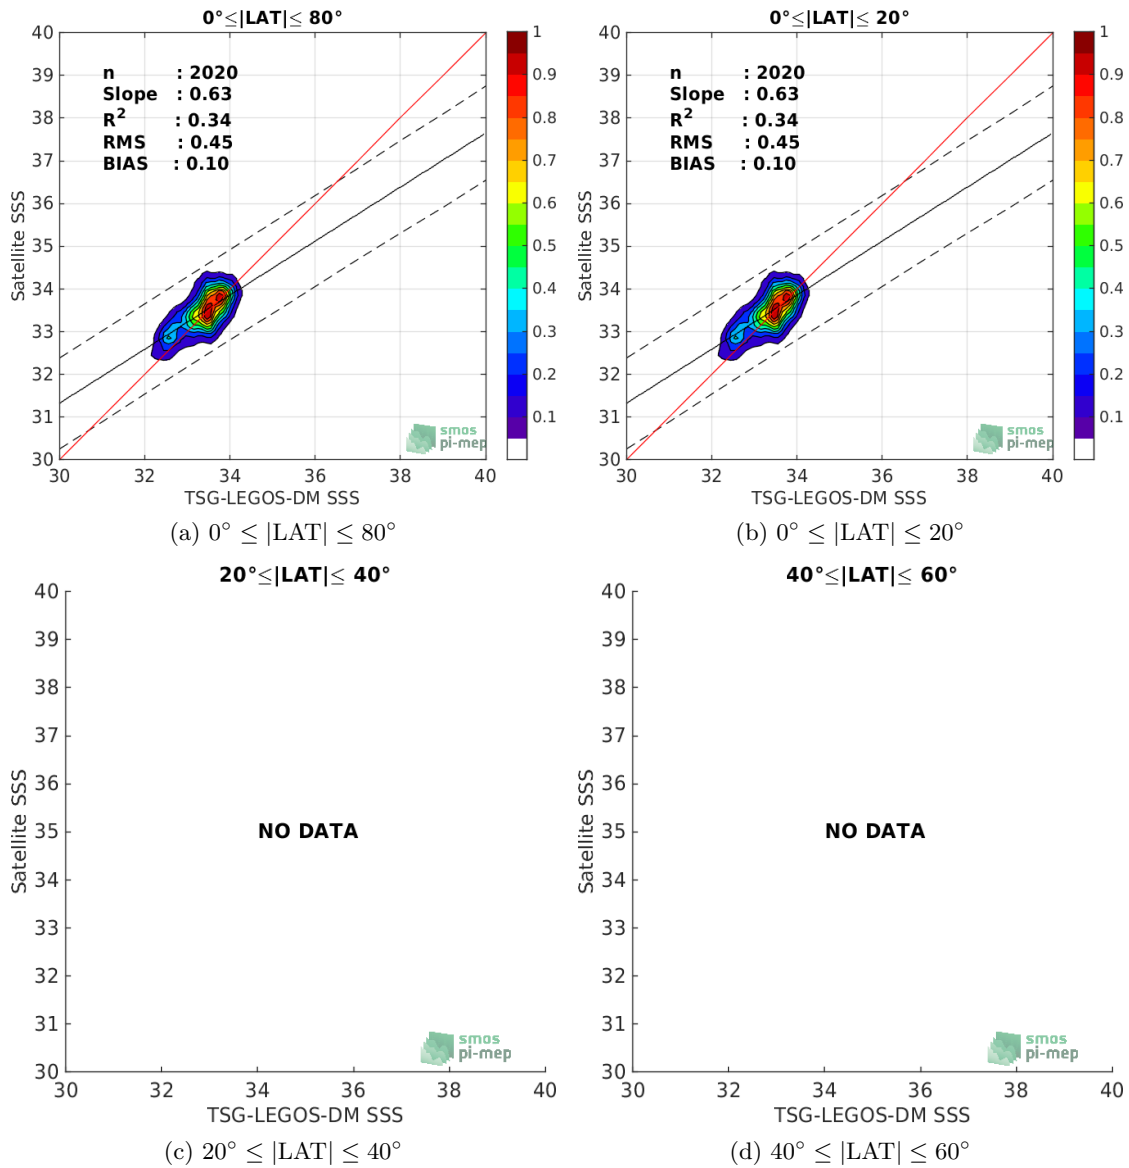 0°≤|LAT|≤ 80°
40
39
38
37
36
35
34
33
32
31
30
30 32 34 36 38 40
Satellite SSS
TSG-LEGOS-DM SSS
n : 2020
Slope : 0.63
R² : 0.34
RMS : 0.45
BIAS : 0.10
smos
pi-mep
1
0.9
0.8
0.7
0.6
0.5
0.4
0.3
0.2
0.1
(a) 0° ≤ |LAT| ≤ 80°
0°≤|LAT|≤ 20°
40
39
38
37
36
35
34
33
32
31
30
30 32 34 36 38 40
Satellite SSS
TSG-LEGOS-DM SSS
n : 2020
Slope : 0.63
R² : 0.34
RMS : 0.45
BIAS : 0.10
smos
pi-mep
1
0.9
0.8
0.7
0.6
0.5
0.4
0.3
0.2
0.1
(b) 0° ≤ |LAT| ≤ 20°
20°≤|LAT|≤ 40°
40
39
38
37
36
35
34
33
32
31
30
30 32 34 36 38 40
Satellite SSS
TSG-LEGOS-DM SSS
NO DATA
smos
pi-mep
(c) 20° ≤ |LAT| ≤ 40°
40°≤|LAT|≤ 60°
40
39
38
37
36
35
34
33
32
31
30
30 32 34 36 38 40
Satellite SSS
TSG-LEGOS-DM SSS
NO DATA
smos
pi-mep
(d) 40° ≤ |LAT| ≤ 60°